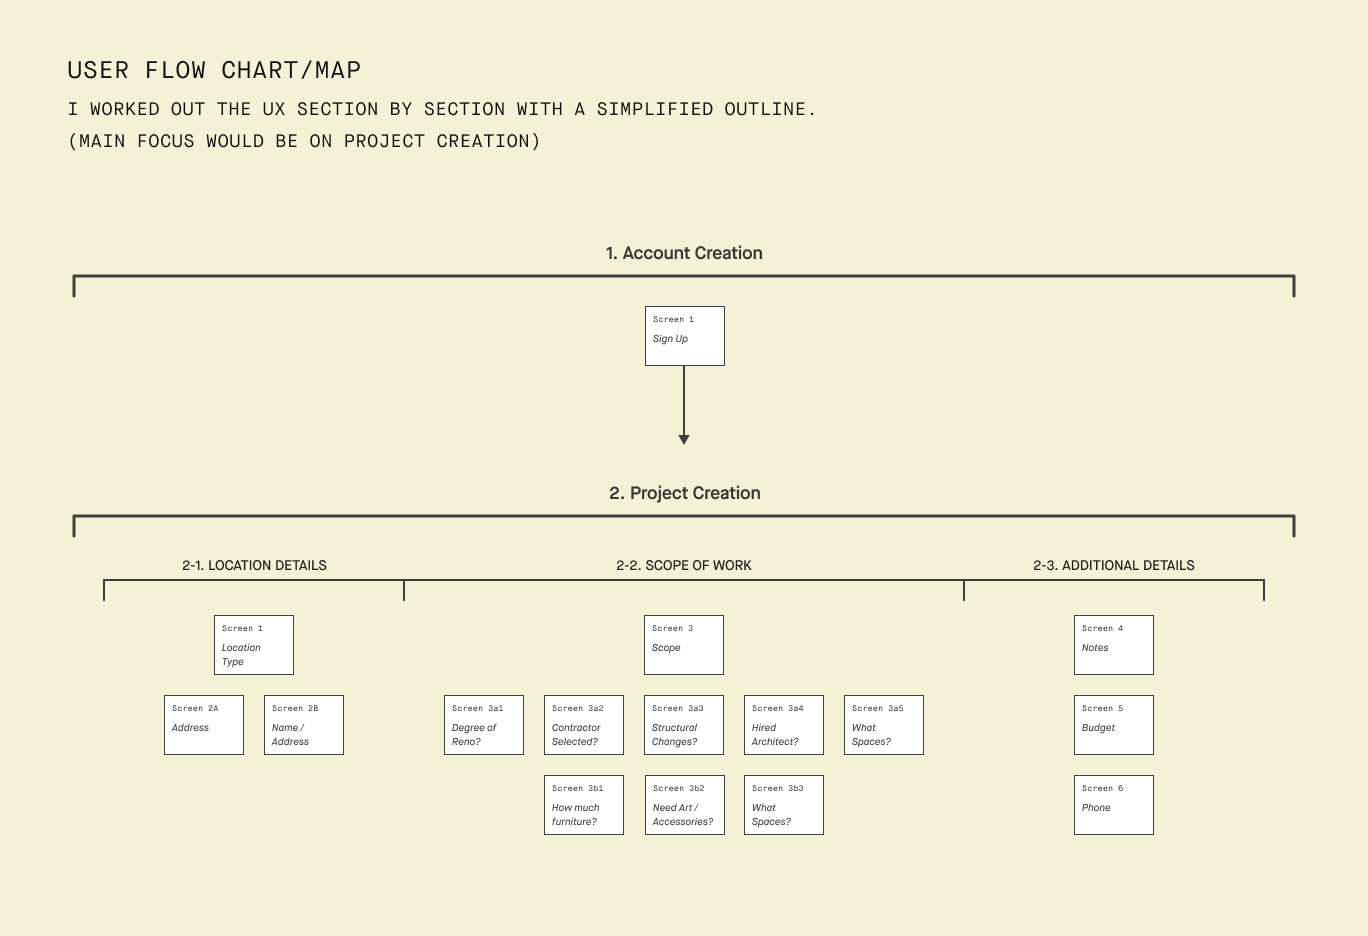 USER FLOW CHART/MAP
I WORKED OUT THE UX SECTION BY SECTION WITH A SIMPLIFIED OUTLINE.
(MAIN FOCUS WOULD BE ON PROJECT CREATION)
1. Account Creation
Screen 1
Sign Up
2. Project Creation
2-1. LOCATION DETAILS
Screen 1
Location
Type
Screen 2A
Address
Screen 2B
Name /
Address
2-2. SCOPE OF WORK
Screen 3
Scope
Screen 3a1
Degree of
Reno?
Screen 3a2
Contractor
Selected?
Screen 3a3
Structural
Changes?
Screen 3a4
Hired
Architect?
Screen 3a5
What
Spaces?
Screen 3b1
How much
furniture?
Screen 3b2
Need Art /
Accessories?
Screen 3b3
What
Spaces?
2-3. ADDITIONAL DETAILS
Screen 4
Notes
Screen 5
Budget
Screen 6
Phone